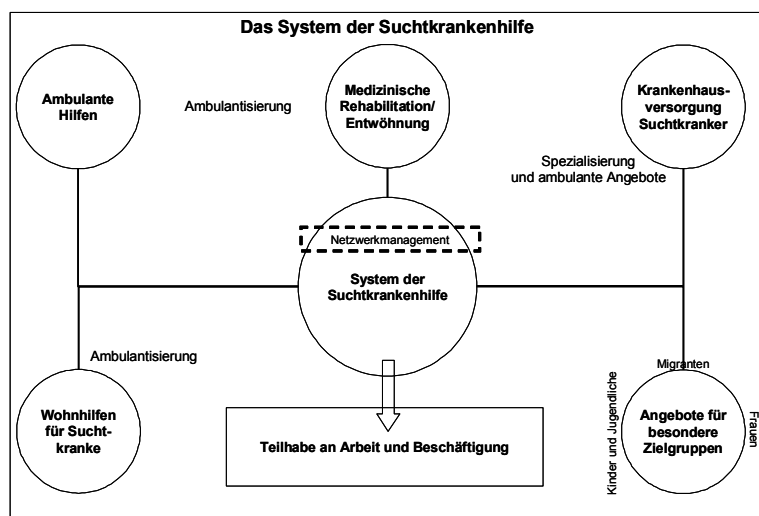 Das System der Suchtkrankenhilfe
Ambulante
Hilfen
Ambulantisierung
Medizinische
Rehabilitation/
Entwöhnung
Krankenhaus-
versorgung
Suchtkranker
Spezialisierung
und ambulante Angebote
Netzwerkmanagement
System der
Suchtkrankenhilfe
Ambulantisierung
Wohnhilfen
für Sucht-
kranke
Teilhabe an Arbeit und Beschäftigung
Kinder und Jugendliche
Migranten
Angebote für
besondere
Zielgruppen
Frauen